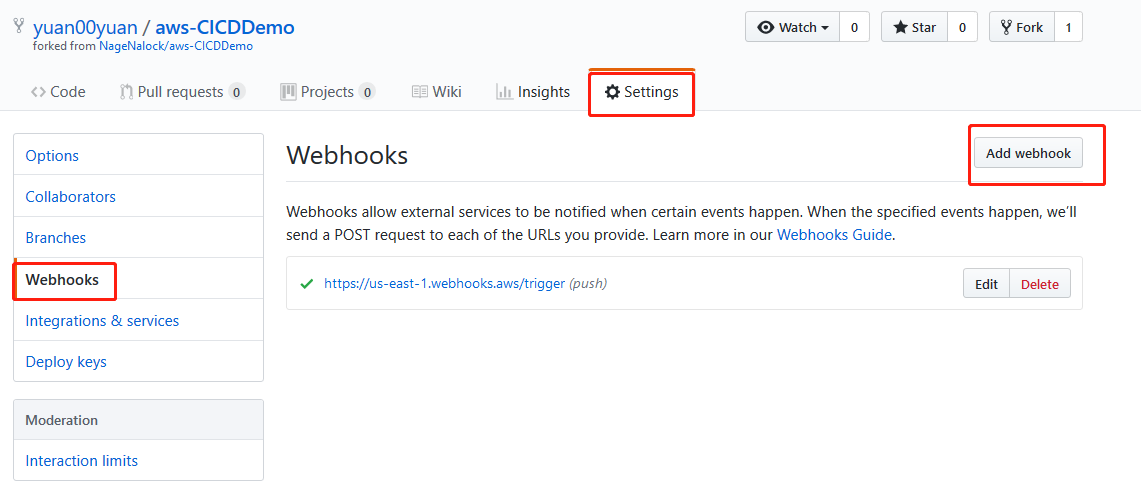 yuan00yuan / aws-CICDDemo
forked from NageNalock/aws-CICDDemo
Watch 0 Star 0 Fork 1
Code Pull requests 0 Projects 0 Wiki Insights Settings
Options
Collaborators
Branches
Webhooks
Integrations & services
Deploy keys
Moderation
Interaction limits
Webhooks
Add webhook
Webhooks allow external services to be notified when certain events happen. When the specified events happen, we’ll
send a POST request to each of the URLs you provide. Learn more in our Webhooks Guide.
https://us-east-1.webhooks.aws/trigger (push)
Edit Delete